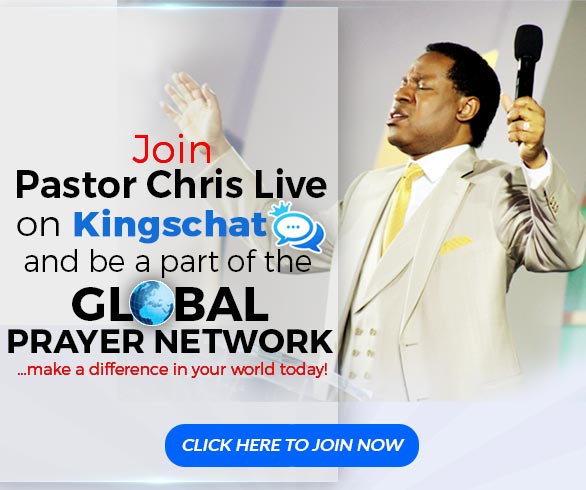 Join
Pastor Chris Live
on Kingschat
and be a part of the
GLOBAL
PRAYER NETWORK
...make a difference in your world today!
CLICK HERE TO JOIN NOW